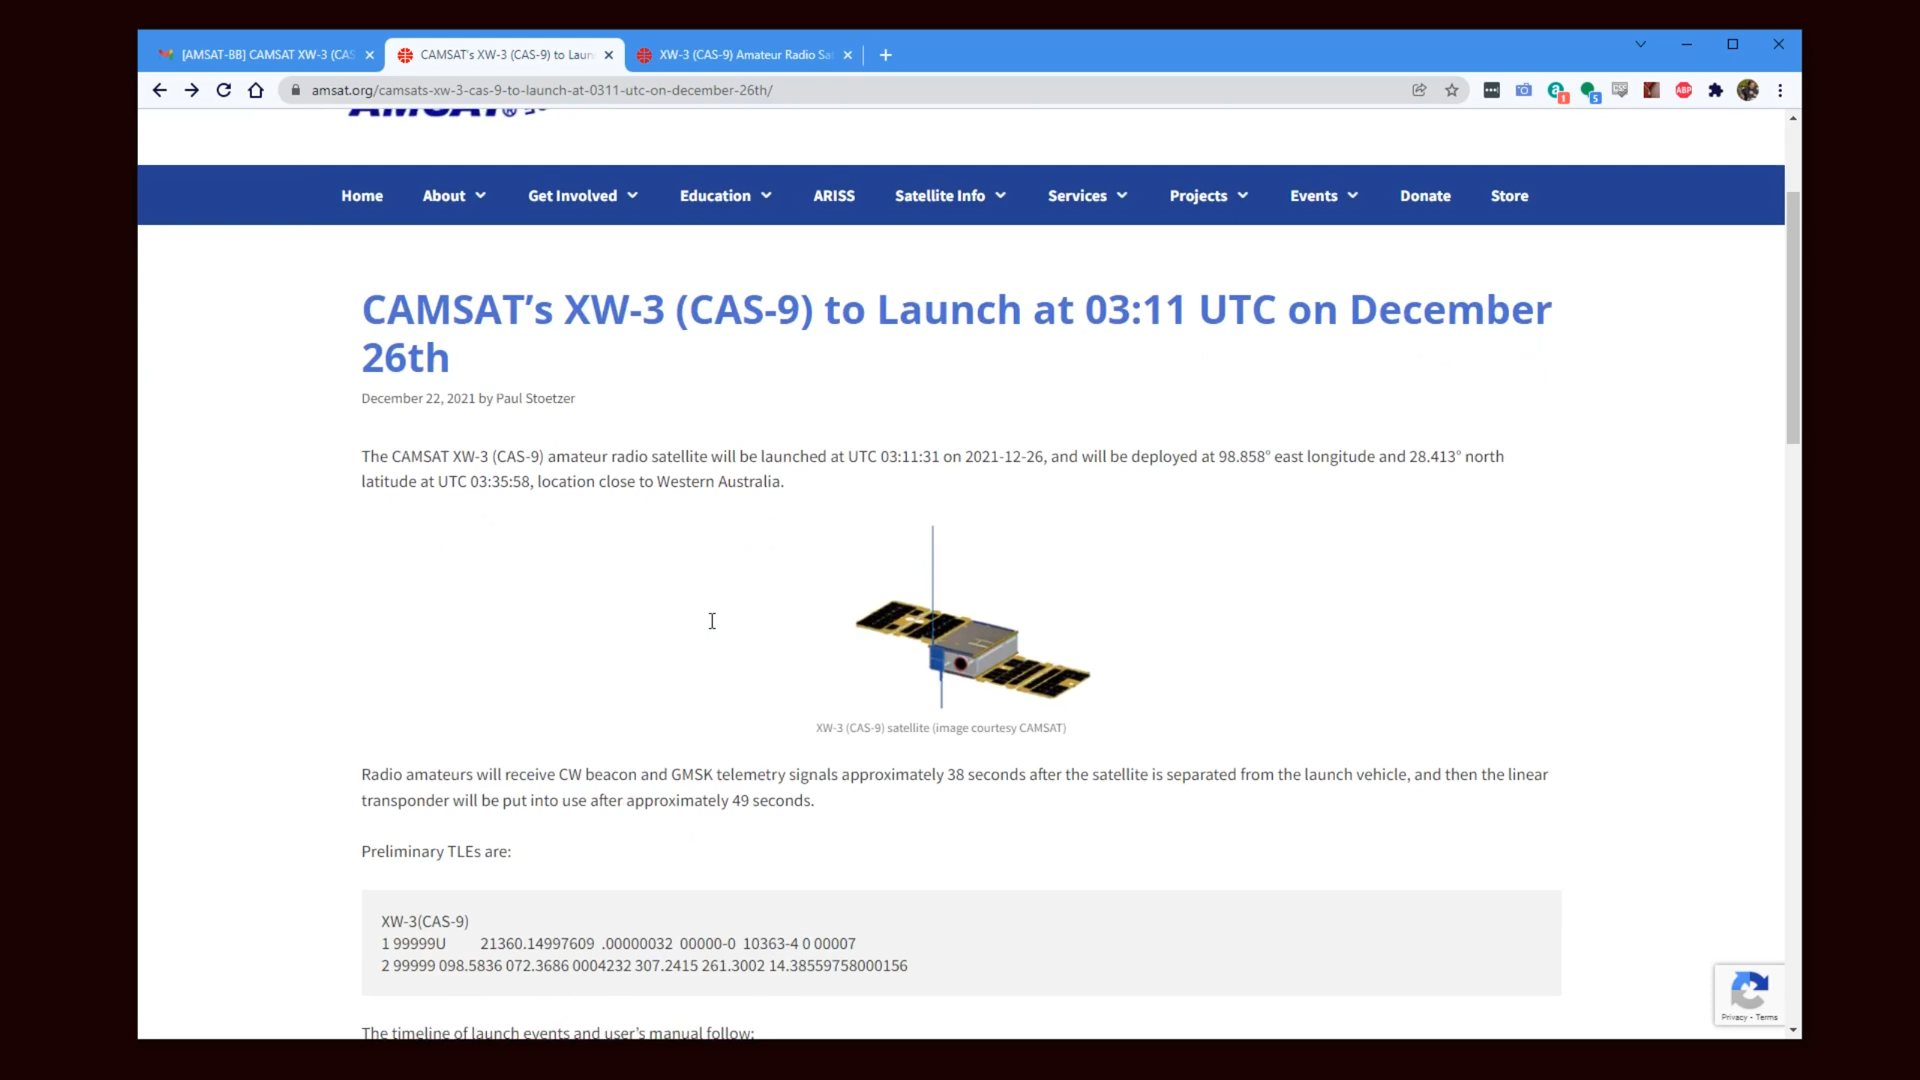 [AMSAT-BB] CAMSAT XW-3 (CAS
CAMSAT's XW-3 (CAS-9) to Laun
XW-3 (CAS-9) Amateur Radio Sa
amsat.org/camsats-xw-3-cas-9-to-launch-at-0311-utc-on-december-26th/
1
5
CSS
ABP
AMSAT®
Home About Get Involved Education ARISS Satellite Info Services Projects Events Donate Store
CAMSAT’s XW-3 (CAS-9) to Launch at 03:11 UTC on December
26th
December 22, 2021 by Paul Stoetzer
The CAMSAT XW-3 (CAS-9) amateur radio satellite will be launched at UTC 03:11:31 on 2021-12-26, and will be deployed at 98.858° east longitude and 28.413° north
latitude at UTC 03:35:58, location close to Western Australia.
XW-3 (CAS-9) satellite (image courtesy CAMSAT)
Radio amateurs will receive CW beacon and GMSK telemetry signals approximately 38 seconds after the satellite is separated from the launch vehicle, and then the linear
transponder will be put into use after approximately 49 seconds.
Preliminary TLEs are:
XW-3(CAS-9)
1 99999U 21360.14997609 .00000032 00000-0 10363-4 0 00007
2 99999 098.5836 072.3686 0004232 307.2415 261.3002 14.38559758000156
Privacy - Terms
The timeline of launch events and user’s manual follow: